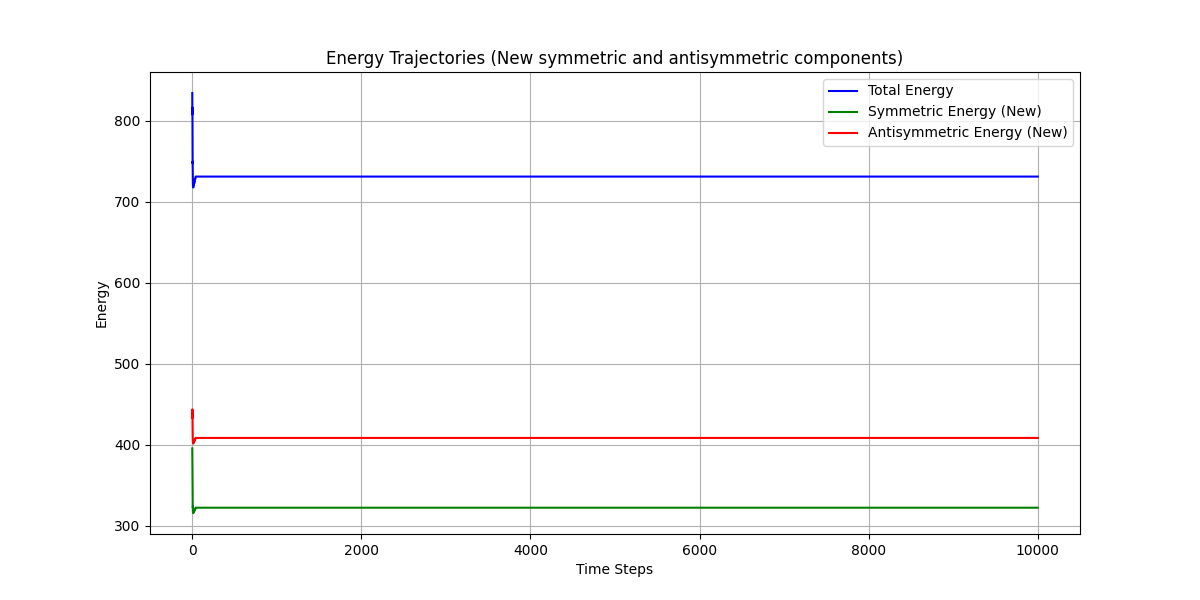 Energy Trajectories (New symmetric and antisymmetric components)
Total Energy
Symmetric Energy (New)
Antisymmetric Energy (New)
800
700
600
500
400
300
Energy
0 2000 4000 6000 8000 10000
Time Steps